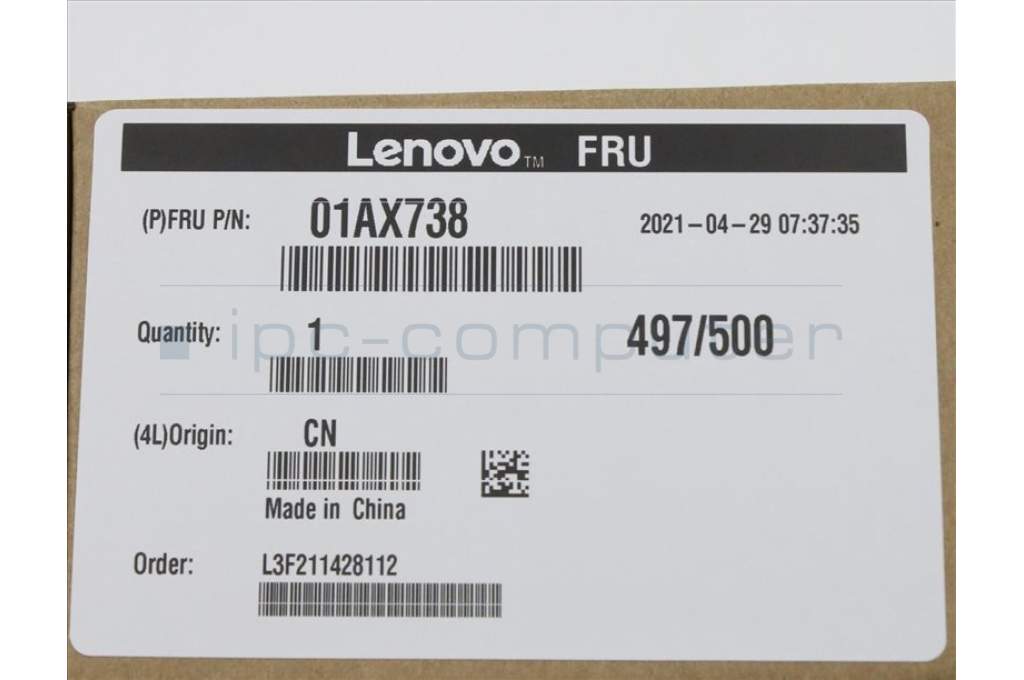 Lenovo™ FRU
(P)FRU P/N: 01AX738 2021-04-29 07:37:35
Quantity: 1 497/500
ipc-computer
(4L)Origin: CN
Made in China
Order: L3F211428112